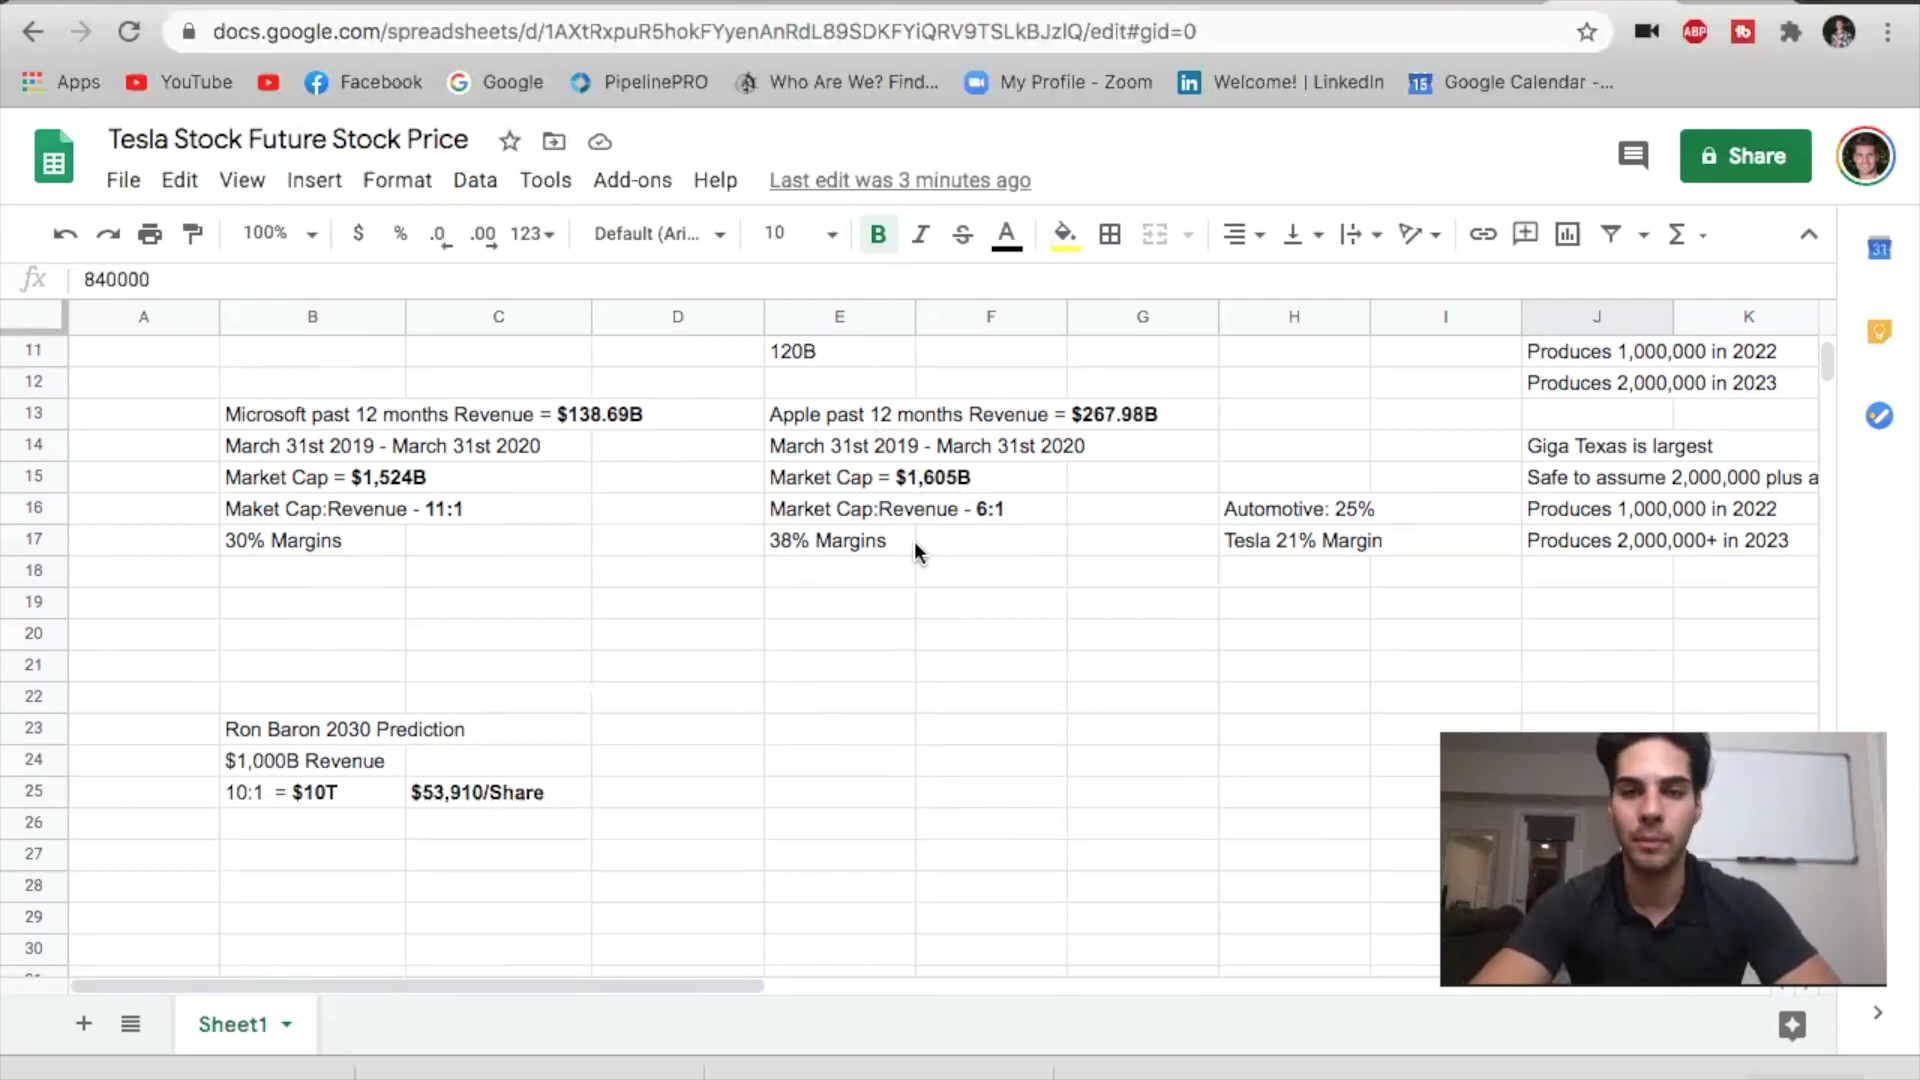 docs.google.com/spreadsheets/d/1AXtRxpuR5hokFYyenAnRdL89SDKFYiQRV9TSLkBJzlQ/edit#gid=0
ABP
tb
Apps YouTube Facebook Google PipelinePRO Who Are We? Find... My Profile - Zoom Welcome! | LinkedIn 15 Google Calendar -...
Tesla Stock Future Stock Price
Share
File Edit View Insert Format Data Tools Add-ons Help Last edit was 3 minutes ago
100% $ % .0 .00 123 Default (Ari... 10 B I S A
31
fx 840000
A B C D E F G H I J K
11 120B Produces 1,000,000 in 2022
12 Produces 2,000,000 in 2023
13 Microsoft past 12 months Revenue = $138.69B Apple past 12 months Revenue = $267.98B
14 March 31st 2019 - March 31st 2020 March 31st 2019 - March 31st 2020 Giga Texas is largest
15 Market Cap = $1,524B Market Cap = $1,605B Safe to assume 2,000,000 plus a
16 Maket Cap:Revenue - 11:1 Market Cap:Revenue - 6:1 Automotive: 25% Produces 1,000,000 in 2022
17 30% Margins 38% Margins Tesla 21% Margin Produces 2,000,000+ in 2023
18
19
20
21
22
23 Ron Baron 2030 Prediction
24 $1,000B Revenue
25 10:1 = $10T $53,910/Share
26
27
28
29
30
Sheet1